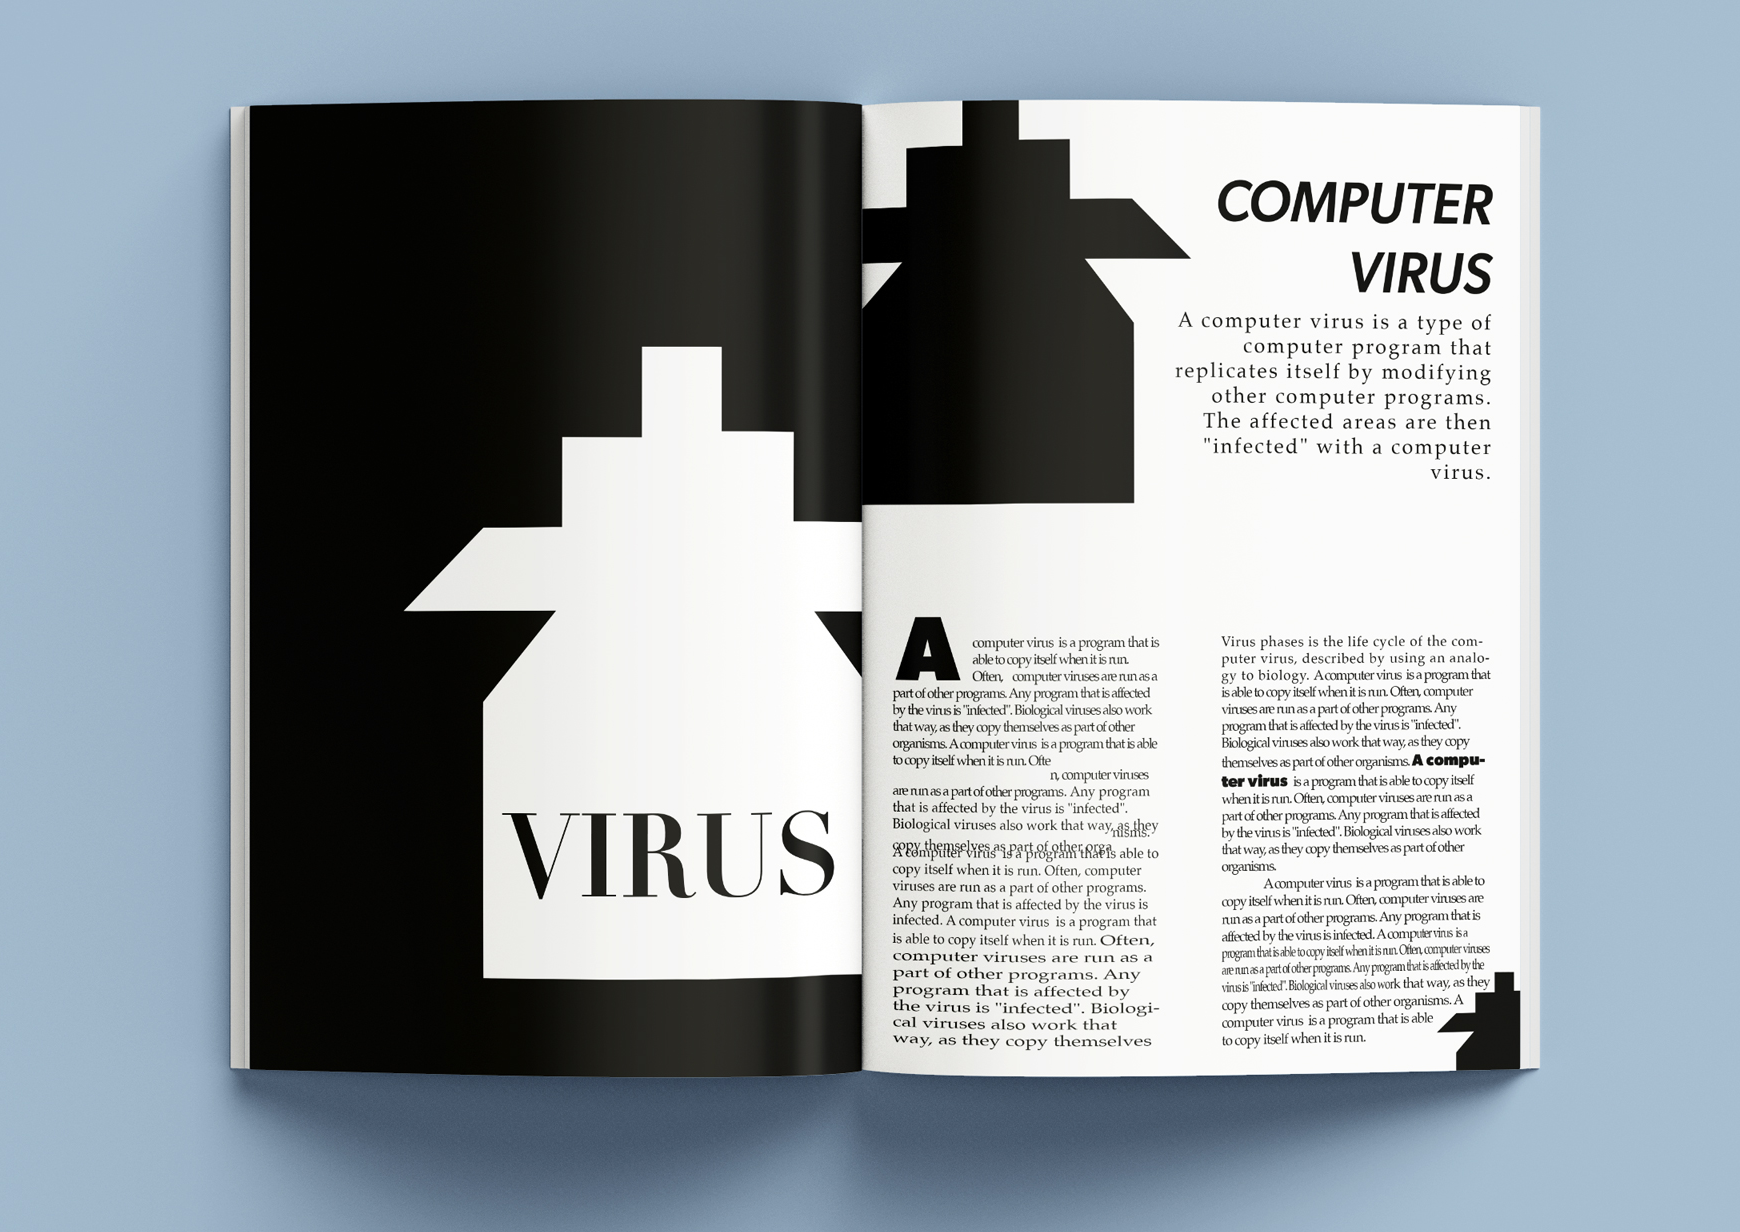 VIRUS
COMPUTER
VIRUS
A computer virus is a type of
computer program that
replicates itself by modifying
other computer programs.
The affected areas are then
"infected" with a computer
virus.
A computer virus is a program that is
able to copy itself when it is run.
Often, computer viruses are run as a
part of other programs. Any program that is affected
by the virus is "infected". Biological viruses also work
that way, as they copy themselves as part of other
organisms. A computer virus is a program that is able
to copy itself when it is run. Ofte
n, computer viruses
are run as a part of other programs. Any program
that is affected by the virus is "infected".
Biological viruses also work that way, as they
nisms.
copy themselves as part of other orga
A computer virus is a program that is able to
copy itself when it is run. Often, computer
viruses are run as a part of other programs.
Any program that is affected by the virus is
infected. A computer virus is a program that
is able to copy itself when it is run. Often,
computer viruses are run as a
part of other programs. Any
program that is affected by
the virus is "infected". Biologi-
cal viruses also work that
way, as they copy themselves
Virus phases is the life cycle of the com-
puter virus, described by using an analo-
gy to biology. A computer virus is a program that
is able to copy itself when it is run. Often, computer
viruses are run as a part of other programs. Any
program that is affected by the virus is "infected".
Biological viruses also work that way, as they copy
themselves as part of other organisms. A compu-
ter virus is a program that is able to copy itself
when it is run. Often, computer viruses are run as a
part of other programs. Any program that is affected
by the virus is "infected". Biological viruses also work
that way, as they copy themselves as part of other
organisms.
A computer virus is a program that is able to
copy itself when it is run. Often, computer viruses are
run as a part of other programs. Any program that is
affected by the virus is infected. A computer virus is a
program that is able to copy itself when it is run. Often, computer viruses
are run as a part of other programs. Any program that is affected by the
virus is "infected". Biological viruses also work that way, as they
copy themselves as part of other organisms. A
computer virus is a program that is able
to copy itself when it is run.